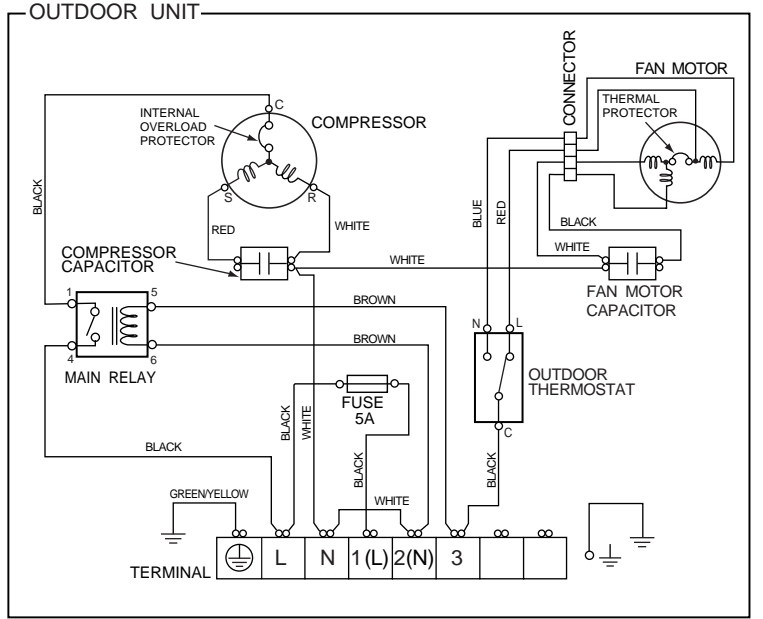 OUTDOOR UNIT
C
INTERNAL
OVERLOAD
PROTECTOR
COMPRESSOR
S
R
RED
WHITE
BLACK
COMPRESSOR
CAPACITOR
WHITE
CONNECTOR
FAN MOTOR
THERMAL
PROTECTOR
BLUE
RED
BLACK
WHITE
FAN MOTOR
CAPACITOR
1
5
4
6
MAIN RELAY
BROWN
BROWN
N
L
OUTDOOR
THERMOSTAT
C
FUSE
5A
BLACK
WHITE
BLACK
BLACK
BLACK
GREEN/YELLOW
WHITE
TERMINAL
L
N
1(L)
2(N)
3